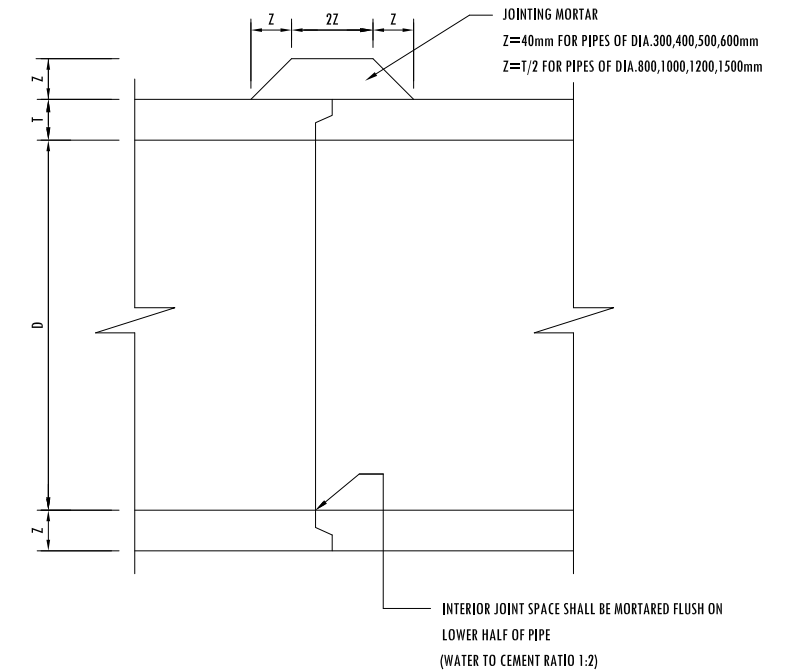 Z 2Z Z
JOINTING MORTAR
Z=40mm FOR PIPES OF DIA.300,400,500,600mm
Z=T/2 FOR PIPES OF DIA.800,1000,1200,1500mm
Z
T
D
Z
INTERIOR JOINT SPACE SHALL BE MORTARED FLUSH ON
LOWER HALF OF PIPE
(WATER TO CEMENT RATIO 1:2)